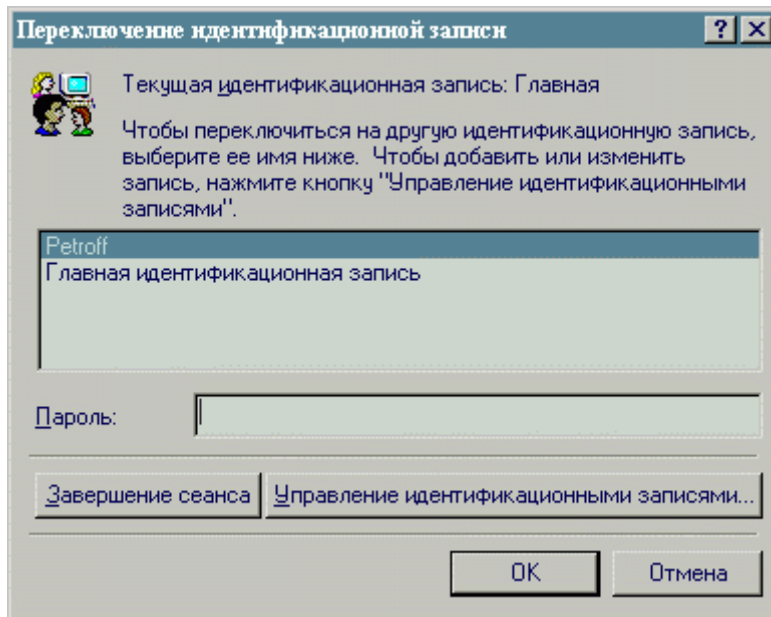 Переключение идентификационной записи
Текущая идентификационная запись: Главная
Чтобы переключиться на другую идентификационную запись,
выберите ее имя ниже. Чтобы добавить или изменить
запись, нажмите кнопку "Управление идентификационными
записями".
Petroff
Главная идентификационная запись
Пароль:
Завершение сеанса Управление идентификационными записями...
OK Отмена